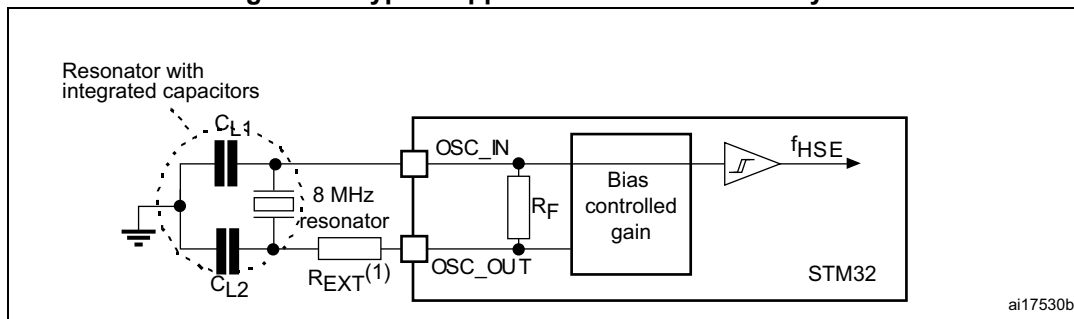 Resonator with
integrated capacitors
CL1
OSC_IN
fHSE
8 MHz
resonator
RF
Bias
controlled
gain
REXT(1)
OSC_OUT
STM32
CL2
ai17530b